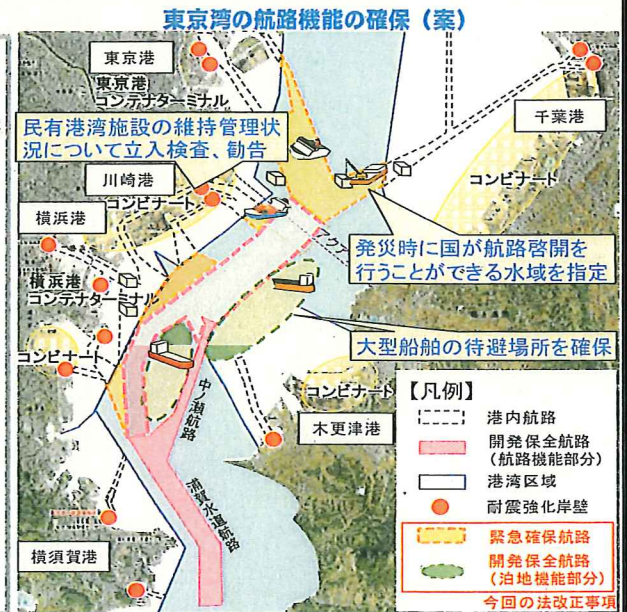 東京湾の航路機能の確保（案）
東京港
東京港
コンテナターミナル
千葉港
民有港湾施設の維持管理状
況について立入検査、勧告
川崎港
コンビナート
コンビナート
横浜港
アクア
発災時に国が航路啓開を
行うことができる水域を指定
横浜港
コンテナターミナル
大型船舶の待避場所を確保
コンビナート
コンビナート
中ノ瀬航路
木更津港
浦賀水道航路
横須賀港
【凡例】
港内航路
開発保全航路
（航路機能部分）
港湾区域
耐震強化岸壁
緊急確保航路
開発保全航路
（泊地機能部分）
今回の法改正事項